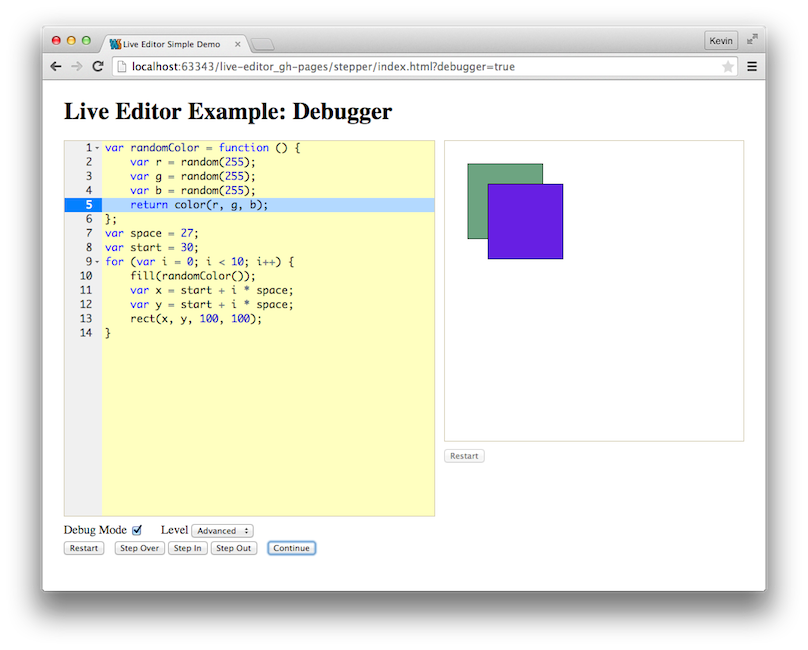 Live Editor Simple Demo
Kevin
localhost:63343/live-editor_gh-pages/stepper/index.html?debugger=true
Live Editor Example: Debugger
1 var randomColor = function () {
2 var r = random(255);
3 var g = random(255);
4 var b = random(255);
5 return color(r, g, b);
6 };
7 var space = 27;
8 var start = 30;
9 for (var i = 0; i < 10; i++) {
10 fill(randomColor());
11 var x = start + i * space;
12 var y = start + i * space;
13 rect(x, y, 100, 100);
14 }
Restart
Debug Mode Level Advanced
Restart Step Over Step In Step Out Continue